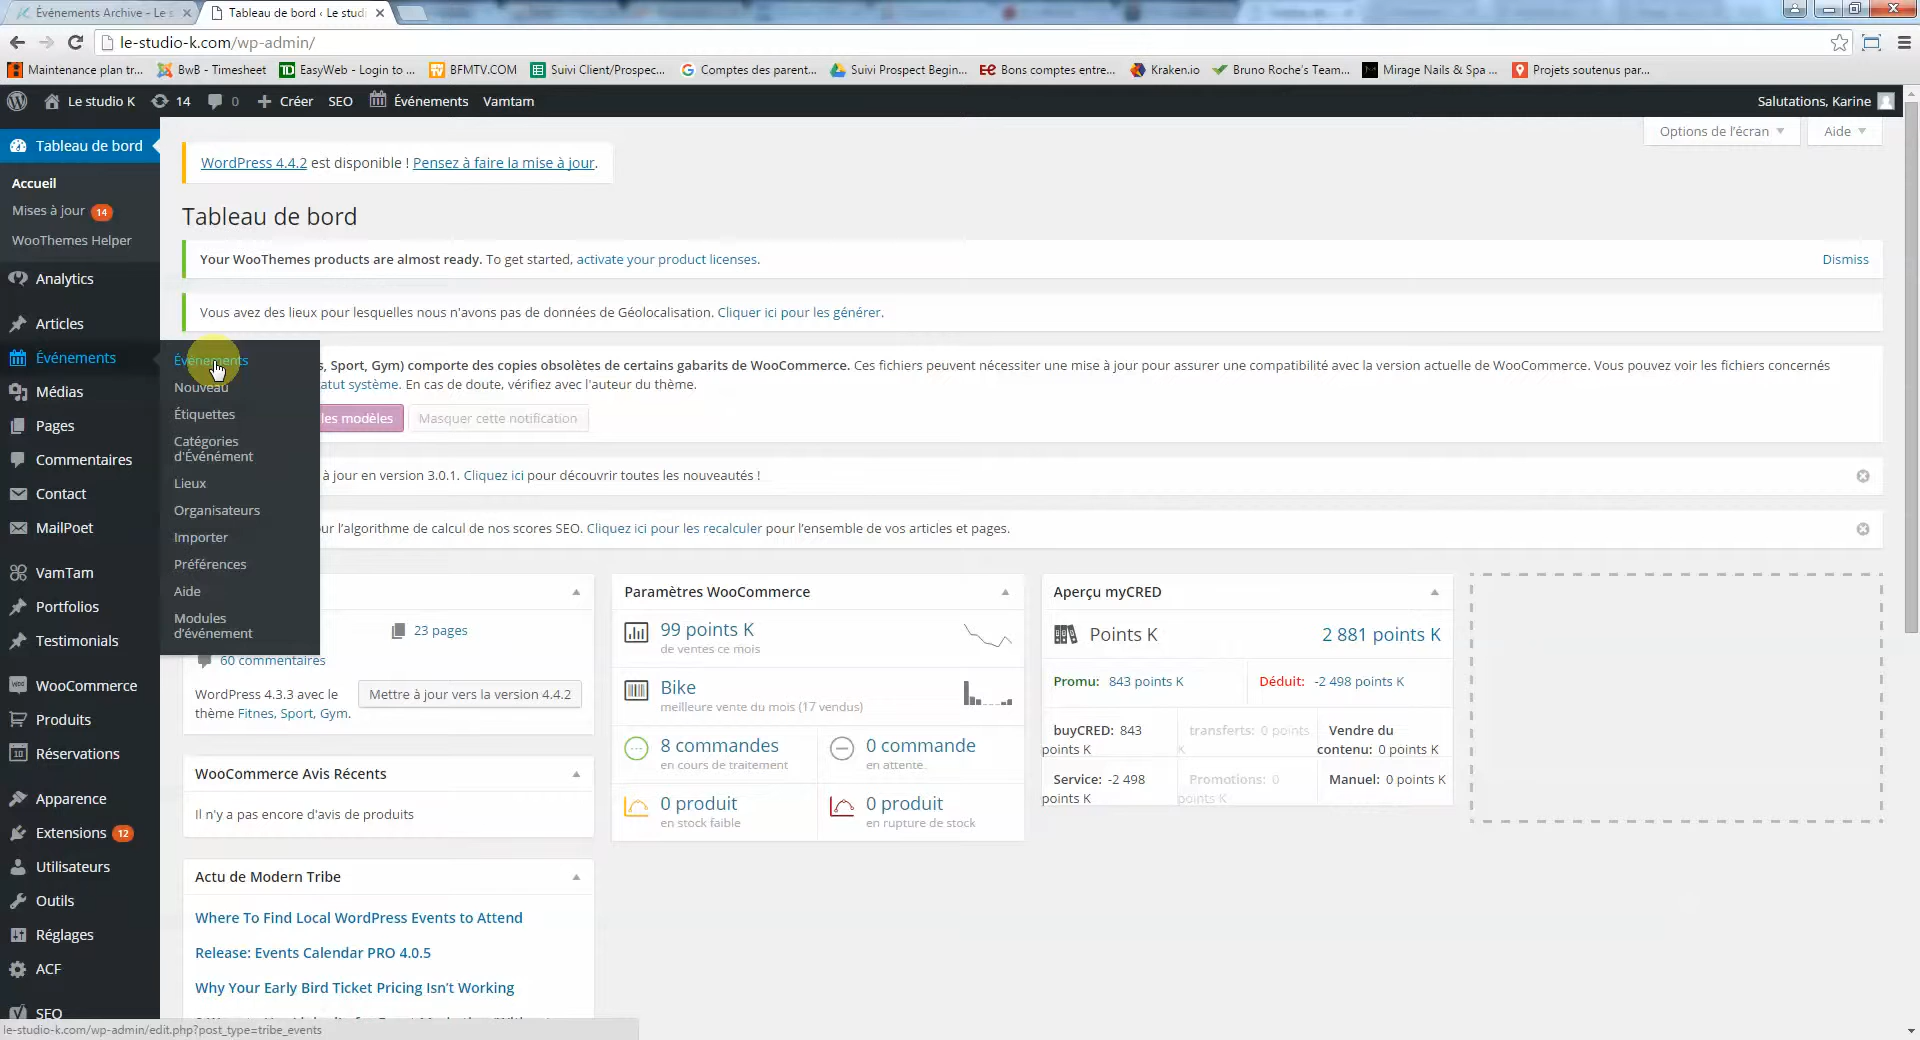 Événements Archive - Le s
Tableau de bord ‹ Le studi
le-studio-k.com/wp-admin/
Maintenance plan tr...
BwB - Timesheet
EasyWeb - Login to ...
BFMTV.COM
Suivi Client/Prospec...
Comptes des parent...
Suivi Prospect Begin...
Bons comptes entre...
Kraken.io
Bruno Roche's Team...
Mirage Nails & Spa ...
Projets soutenus par...
Le studio K
14
0
Créer
SEO
Événements
Vamtam
Salutations, Karine
Options de l'écran
Aide
Tableau de bord
Accueil
Mises à jour 14
WooThemes Helper
Analytics
Articles
Événements
Médias
Pages
Commentaires
Contact
MailPoet
VamTam
Portfolios
Testimonials
WooCommerce
Produits
Réservations
Apparence
Extensions 12
Utilisateurs
Outils
Réglages
ACF
SEO
Événements
Nouveau
Étiquettes
Catégories
d'Événément
Lieux
Organisateurs
Importer
Préférences
Aide
Modules
d'événement
WordPress 4.4.2 est disponible ! Pensez à faire la mise à jour.
Tableau de bord
Your WooThemes products are almost ready. To get started, activate your product licenses.
Dismiss
Vous avez des lieux pour lesquelles nous n'avons pas de données de Géolocalisation. Cliquer ici pour les générer.
s, Sport, Gym) comporte des copies obsolètes de certains gabarits de WooCommerce. Ces fichiers peuvent nécessiter une mise à jour pour assurer une compatibilité avec la version actuelle de WooCommerce. Vous pouvez voir les fichiers concernés
tatut système. En cas de doute, vérifiez avec l'auteur du thème.
les modèles
Masquer cette notification
à jour en version 3.0.1. Cliquez ici pour découvrir toutes les nouveautés !
our l'algorithme de calcul de nos scores SEO. Cliquez ici pour les recalculer pour l'ensemble de vos articles et pages.
23 pages
60 commentaires
WordPress 4.3.3 avec le
thème Fitnes, Sport, Gym.
Mettre à jour vers la version 4.4.2
WooCommerce Avis Récents
Il n'y a pas encore d'avis de produits
Actu de Modern Tribe
Where To Find Local WordPress Events to Attend
Release: Events Calendar PRO 4.0.5
Why Your Early Bird Ticket Pricing Isn't Working
Paramètres WooCommerce
99 points K
de ventes ce mois
Bike
meilleure vente du mois (17 vendus)
8 commandes
en cours de traitement
0 commande
en attente.
0 produit
en stock faible
0 produit
en rupture de stock
Aperçu myCRED
Points K
2 881 points K
Promu: 843 points K
Déduit: -2 498 points K
buyCRED: 843
points K
transferts: 0 points
K
Vendre du
contenu: 0 points K
Service: -2 498
points K
Promotions: 0
points K
Manuel: 0 points K
le-studio-k.com/wp-admin/edit.php?post_type=tribe_events